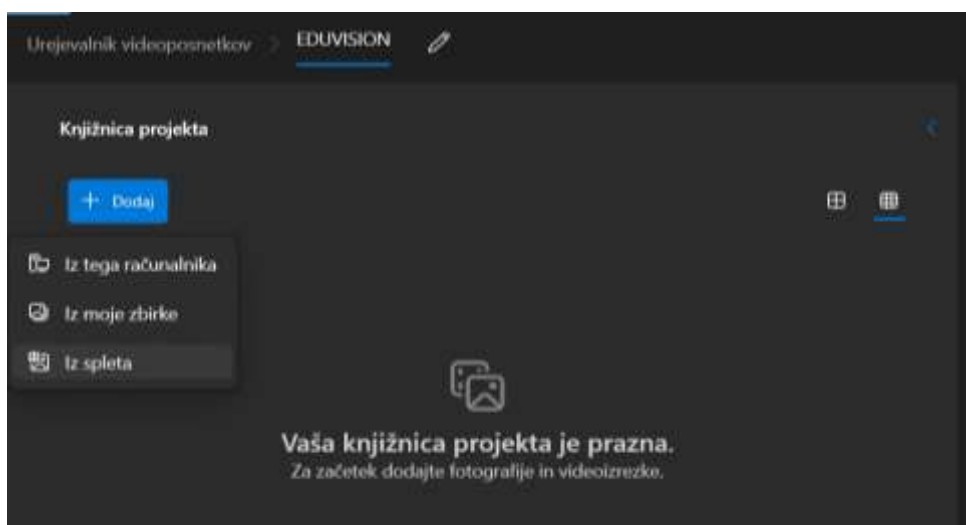 Urejevalnik videoposnetkov > EDUVISION
Knjižnica projekta
+ Dodaj
Iz tega računalnika
Iz moje zbirke
Iz spleta
Vaša knjižnica projekta je prazna.
Za začetek dodajte fotografije in videoizrezke.